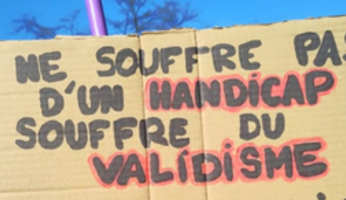 NE SOUFFRE PAS
D'UN HANDICAP
SOUFFRE DU
VALIDISME